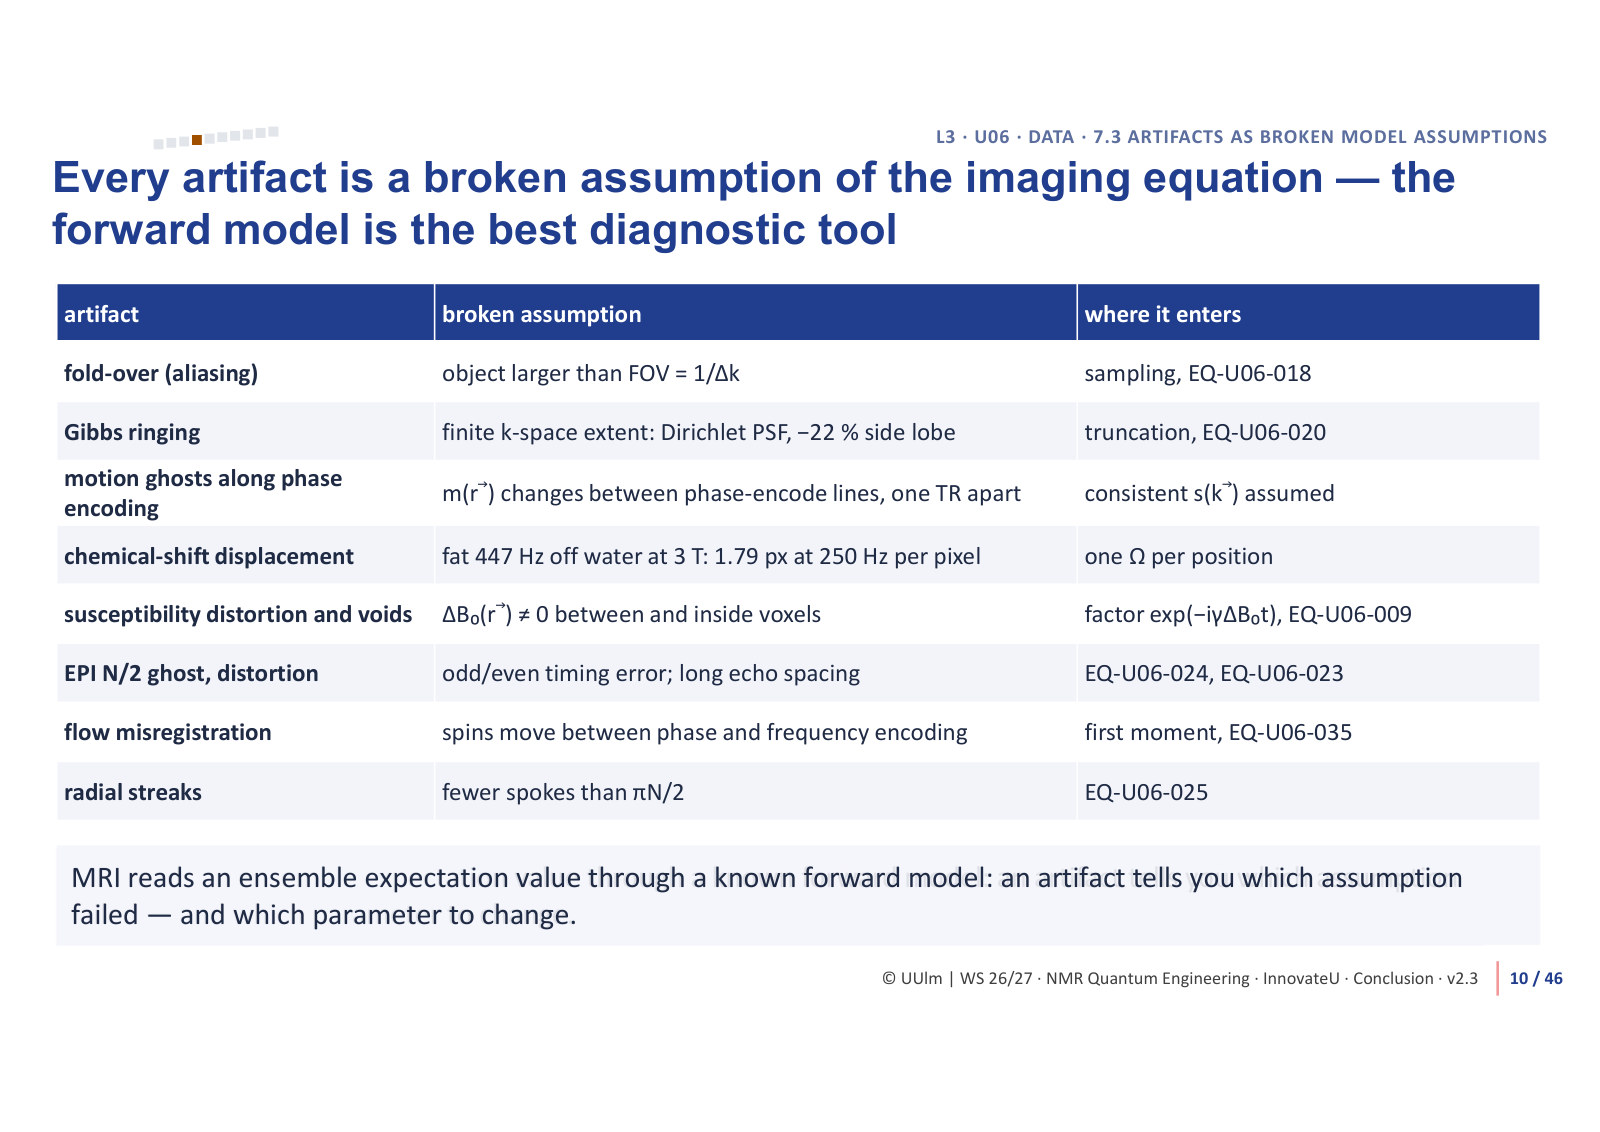 L3 · U06 · DATA · 7.3 ARTIFACTS AS BROKEN MODEL ASSUMPTIONS
Every artifact is a broken assumption of the imaging equation — the
forward model is the best diagnostic tool
artifact broken assumption where it enters
fold-over (aliasing) object larger than FOV = 1/Δk sampling, EQ-U06-018
Gibbs ringing finite k-space extent: Dirichlet PSF, −22 % side lobe truncation, EQ-U06-020
motion ghosts along phase
encoding m(r⃗) changes between phase-encode lines, one TR apart consistent s(k⃗) assumed
chemical-shift displacement fat 447 Hz off water at 3 T: 1.79 px at 250 Hz per pixel one Ω per position
susceptibility distortion and voids ΔB₀(r⃗) ≠ 0 between and inside voxels factor exp(−iγΔB₀t), EQ-U06-009
EPI N/2 ghost, distortion odd/even timing error; long echo spacing EQ-U06-024, EQ-U06-023
flow misregistration spins move between phase and frequency encoding first moment, EQ-U06-035
radial streaks fewer spokes than πN/2 EQ-U06-025
MRI reads an ensemble expectation value through a known forward model: an artifact tells you which assumption
failed — and which parameter to change.
© UUlm | WS 26/27 · NMR Quantum Engineering · InnovateU · Conclusion · v2.3 10 / 46